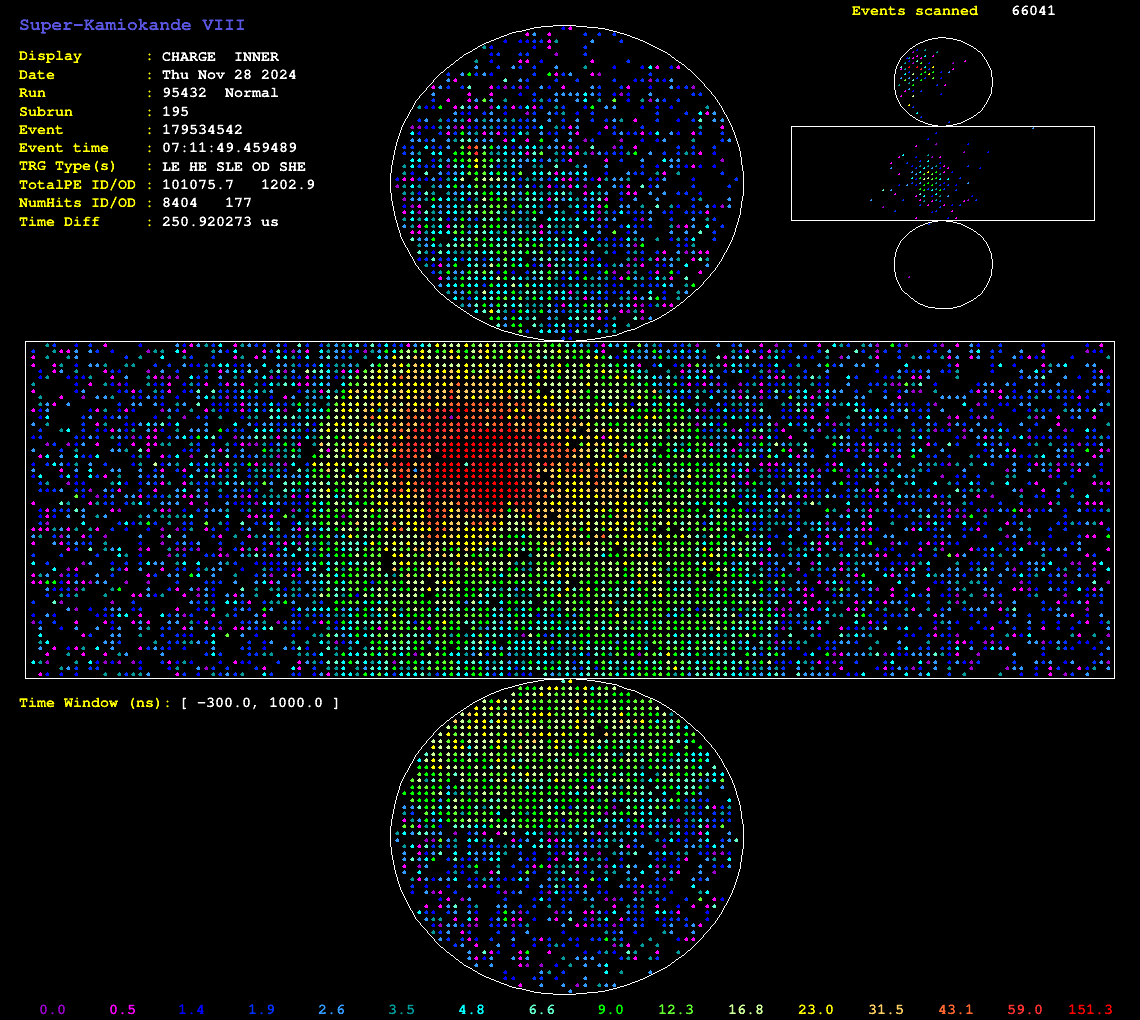 Super-Kamiokande VIII
Events scanned 66041
Display : CHARGE INNER
Date : Thu Nov 28 2024
Run : 95432 Normal
Subrun : 195
Event : 179534542
Event time : 07:11:49.459489
TRG Type(s) : LE HE SLE OD SHE
TotalPE ID/OD : 101075.7 1202.9
NumHits ID/OD : 8404 177
Time Diff : 250.920273 us
Time Window (ns): [ -300.0, 1000.0 ]
0.0 0.5 1.4 1.9 2.6 3.5 4.8 6.6 9.0 12.3 16.8 23.0 31.5 43.1 59.0 151.3